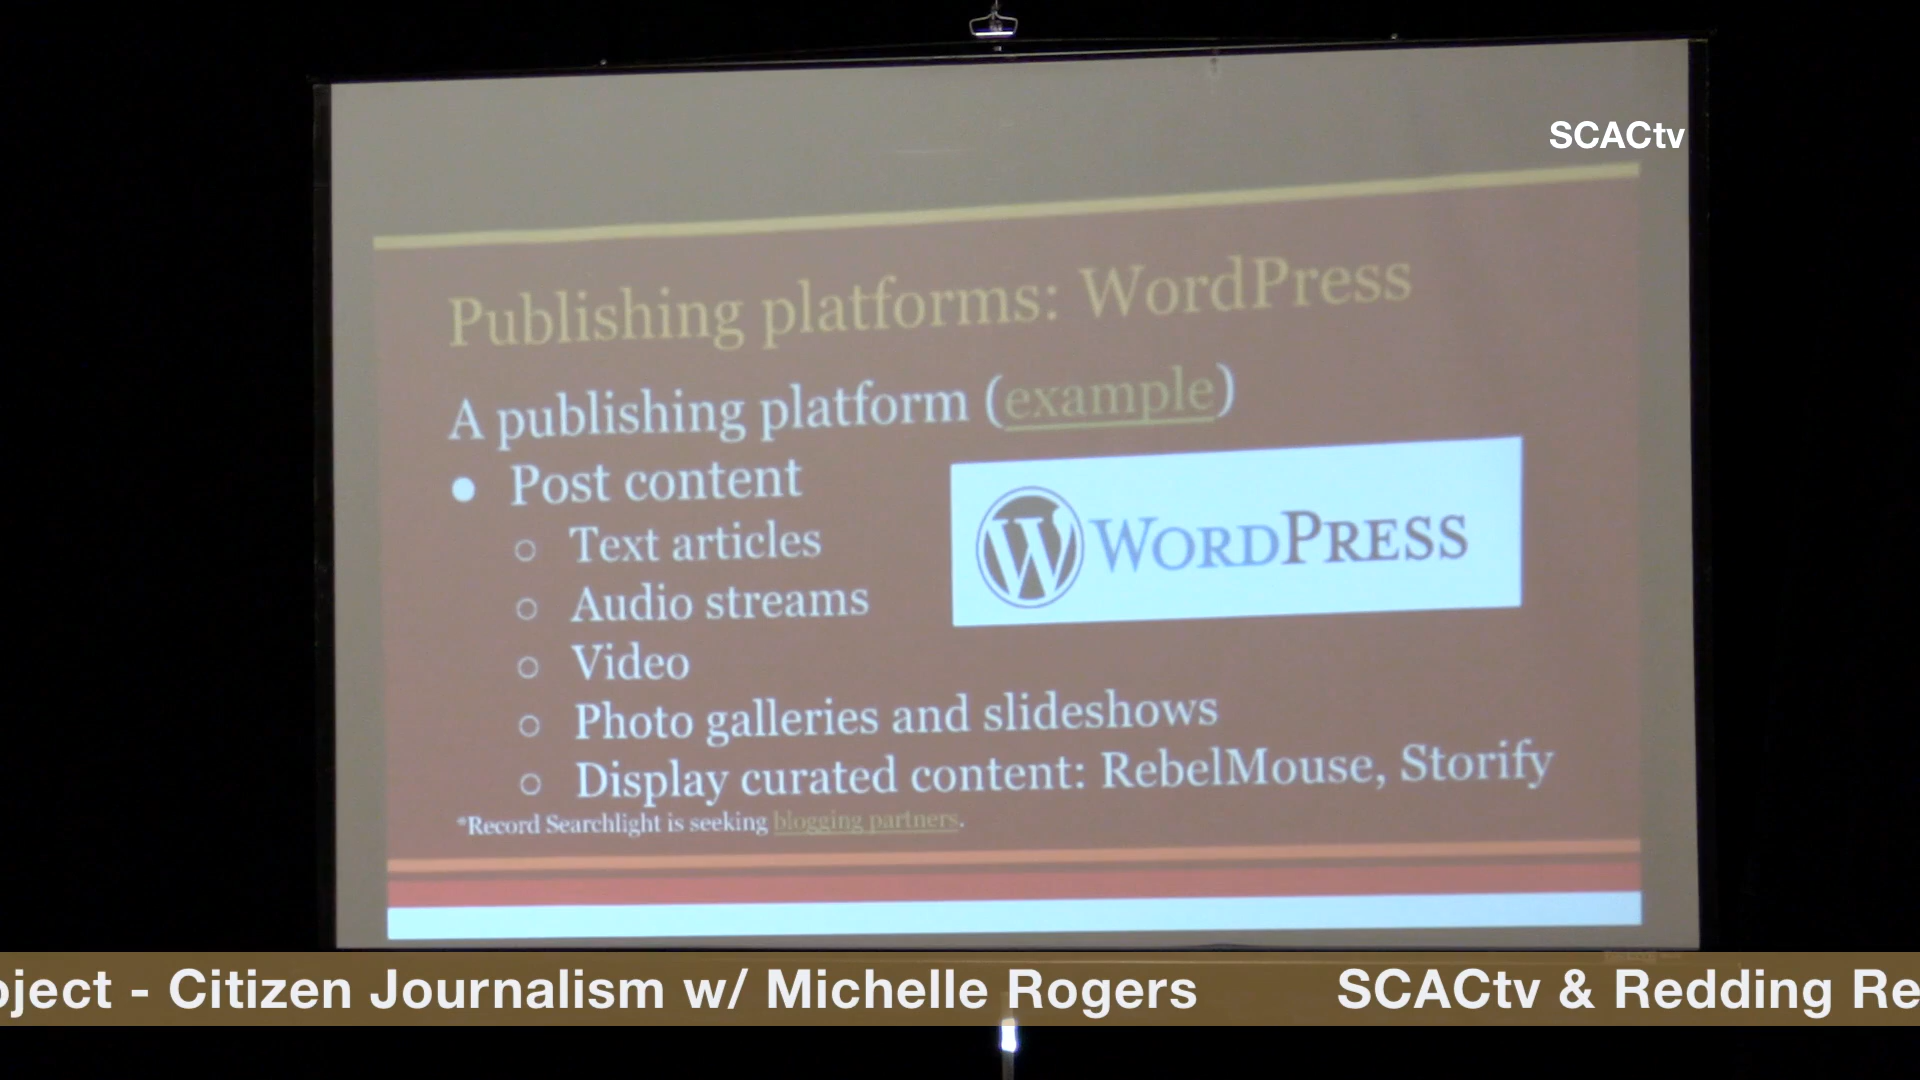 SCACtv
Publishing platforms: WordPress
A publishing platform (example)
● Post content
○ Text articles
○ Audio streams
○ Video
○ Photo galleries and slideshows
○ Display curated content: RebelMouse, Storify
*Record Searchlight is seeking blogging partners.
W WORDPRESS
oject - Citizen Journalism w/ Michelle Rogers SCACtv & Redding Re